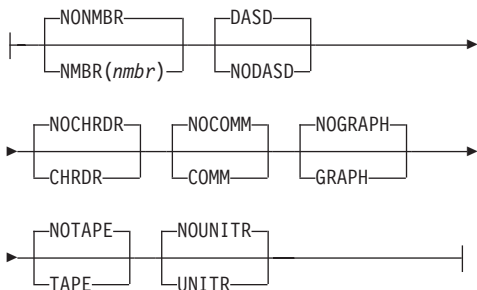 NONMBR DASD
NMBR(nmbr) NODASD
NOCHRDR NOCOMM NOGRAPH
CHRDR COMM GRAPH
NOTAPE NOUNITR
TAPE UNITR